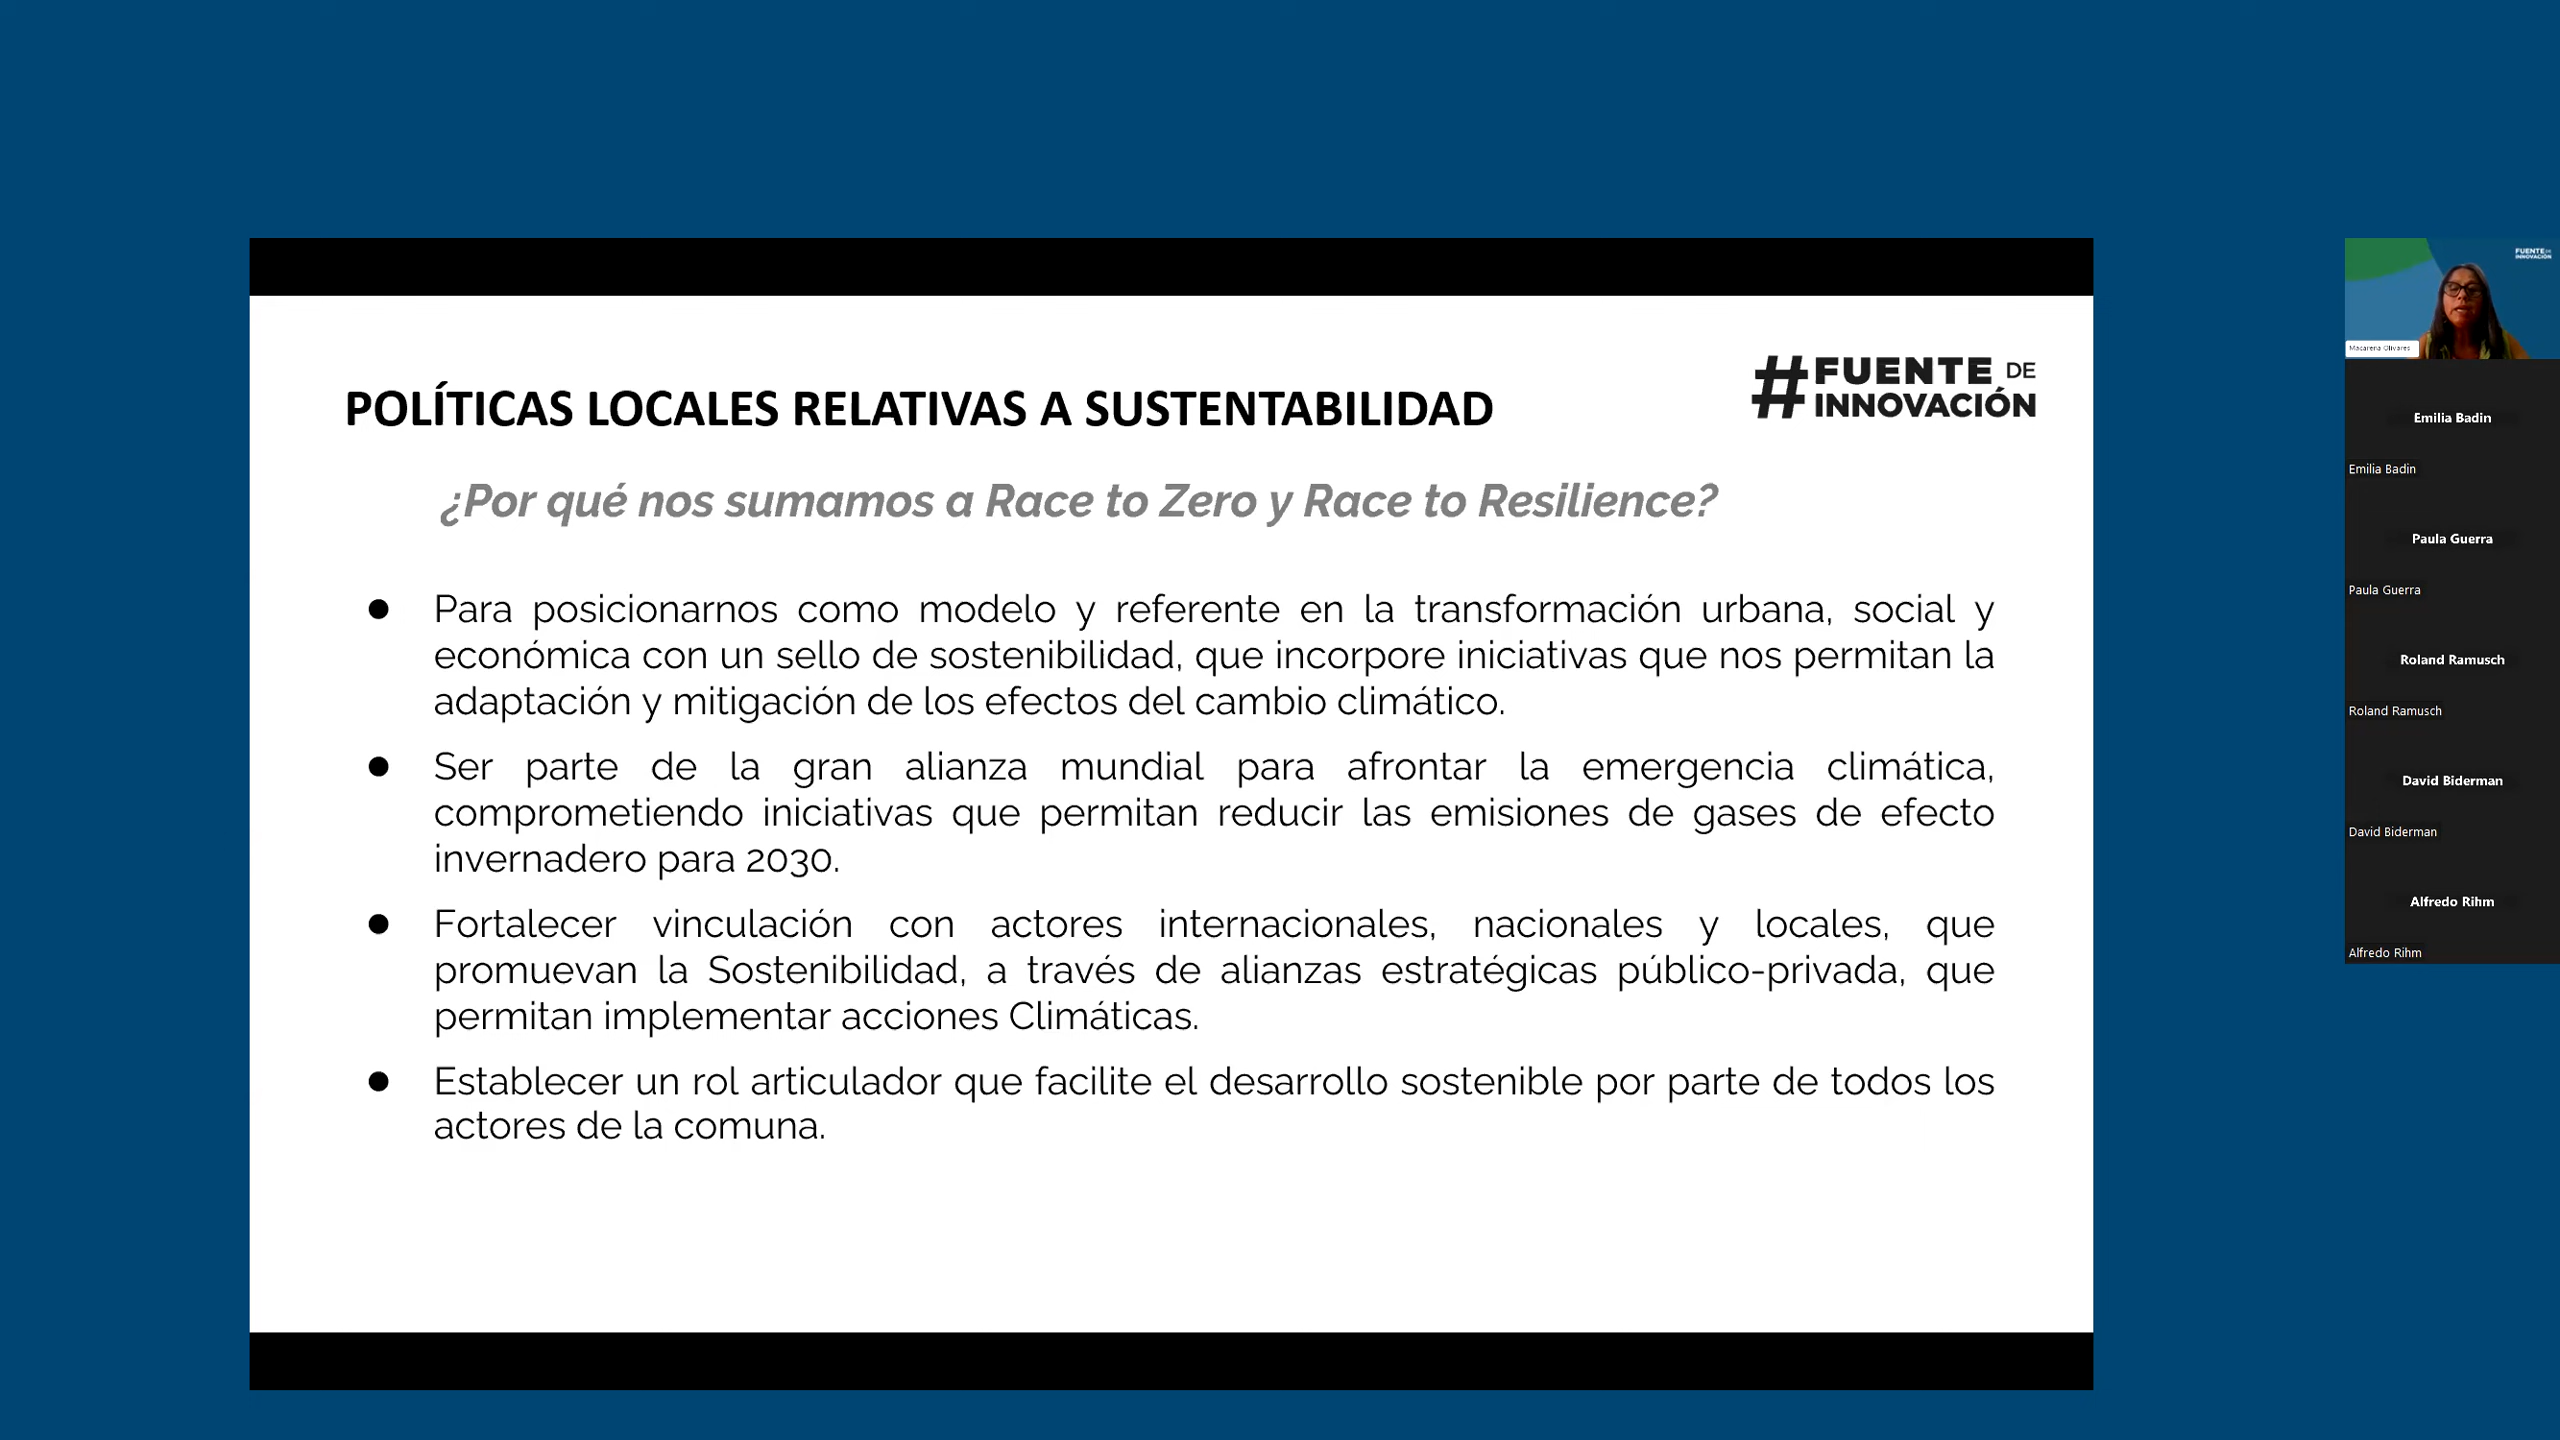 POLÍTICAS LOCALES RELATIVAS A SUSTENTABILIDAD
#FUENTE DE
INNOVACIÓN
¿Por qué nos sumamos a Race to Zero y Race to Resilience?
● Para posicionarnos como modelo y referente en la transformación urbana, social y
económica con un sello de sostenibilidad, que incorpore iniciativas que nos permitan la
adaptación y mitigación de los efectos del cambio climático.
● Ser parte de la gran alianza mundial para afrontar la emergencia climática,
comprometiendo iniciativas que permitan reducir las emisiones de gases de efecto
invernadero para 2030.
● Fortalecer vinculación con actores internacionales, nacionales y locales, que
promuevan la Sostenibilidad, a través de alianzas estratégicas público-privada, que
permitan implementar acciones Climáticas.
● Establecer un rol articulador que facilite el desarrollo sostenible por parte de todos los
actores de la comuna.
FUENTE DE
INNOVACIÓN
Macarena Olivares
Emilia Badin
Emilia Badin
Paula Guerra
Paula Guerra
Roland Ramusch
Roland Ramusch
David Biderman
David Biderman
Alfredo Rihm
Alfredo Rihm